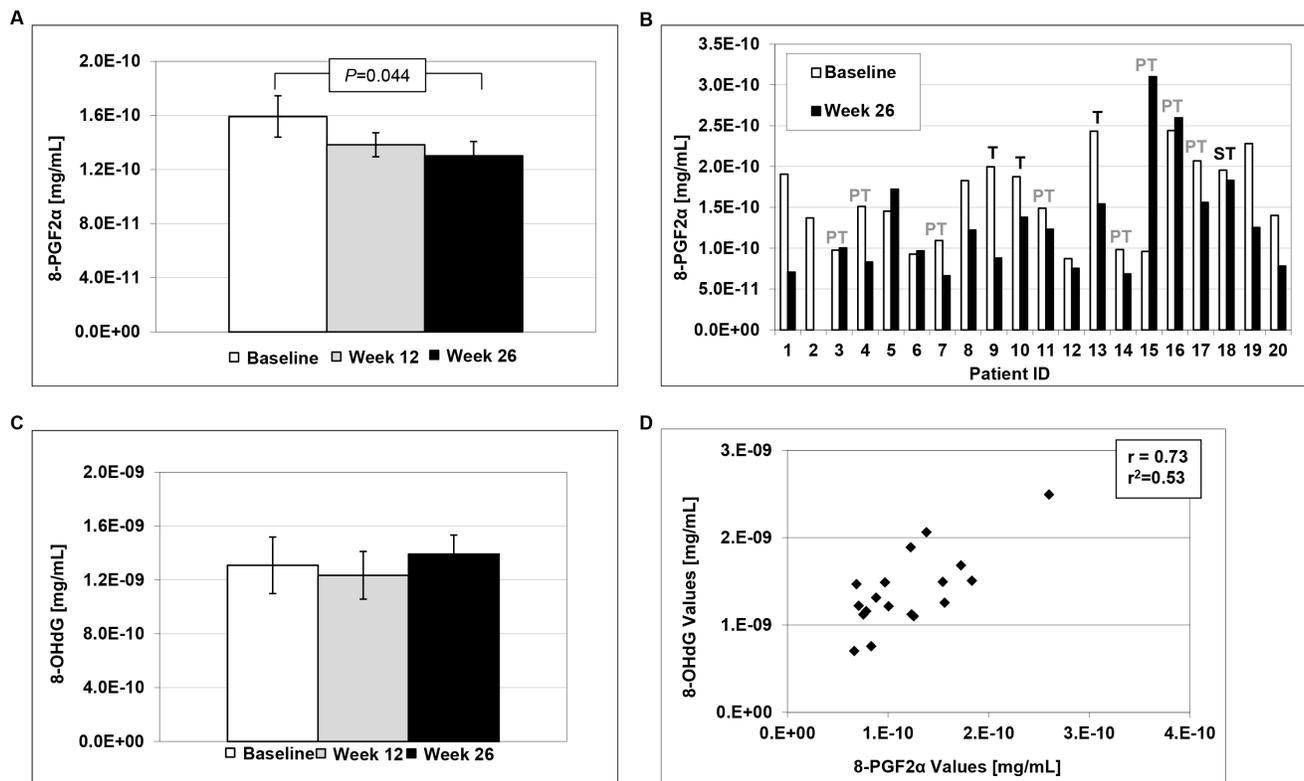 A
2.0E-10
1.6E-10
1.2E-10
8.0E-11
4.0E-11
0.0E+00
8-PGF2α [mg/mL]
P=0.044
Baseline Week 12 Week 26
B
3.5E-10
3.0E-10
2.5E-10
2.0E-10
1.5E-10
1.0E-10
5.0E-11
0.0E+00
8-PGF2α [mg/mL]
Baseline
Week 26
PT
PT
PT
T
T
PT
T
PT
PT
PT
PT
ST
1 2 3 4 5 6 7 8 9 10 11 12 13 14 15 16 17 18 19 20
Patient ID
C
2.0E-09
1.6E-09
1.2E-09
8.0E-10
4.0E-10
0.0E+00
8-OHdG [mg/mL]
Baseline Week 12 Week 26
D
3.E-09
2.E-09
1.E-09
0.E+00
8-OHdG Values [mg/mL]
r = 0.73
r²=0.53
0.E+00 1.E-10 2.E-10 3.E-10 4.E-10
8-PGF2α Values [mg/mL]